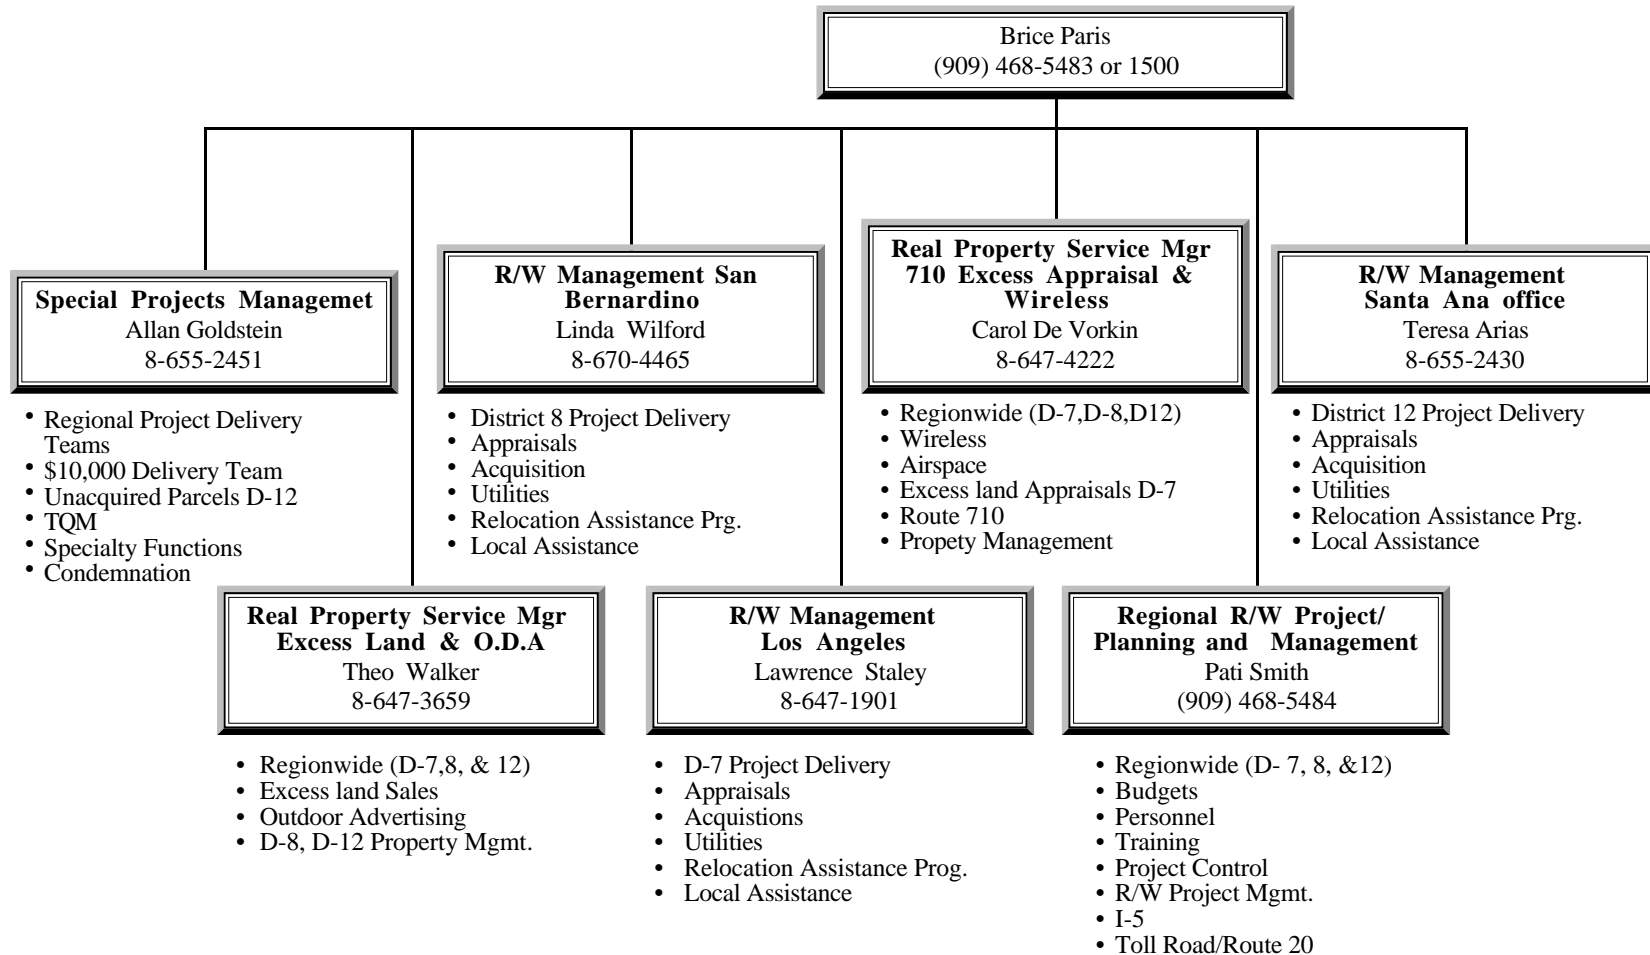 Brice Paris
(909) 468-5483 or 1500
Special Projects Managemet
Allan Goldstein
8-655-2451
• Regional Project Delivery
Teams
• $10,000 Delivery Team
• Unacquired Parcels D-12
• TQM
• Specialty Functions
• Condemnation
R/W Management San
Bernardino
Linda Wilford
8-670-4465
• District 8 Project Delivery
• Appraisals
• Acquisition
• Utilities
• Relocation Assistance Prg.
• Local Assistance
Real Property Service Mgr
710 Excess Appraisal &
Wireless
Carol De Vorkin
8-647-4222
• Regionwide (D-7,D-8,D12)
• Wireless
• Airspace
• Excess land Appraisals D-7
• Route 710
• Propety Management
R/W Management
Santa Ana office
Teresa Arias
8-655-2430
• District 12 Project Delivery
• Appraisals
• Acquisition
• Utilities
• Relocation Assistance Prg.
• Local Assistance
Real Property Service Mgr
Excess Land & O.D.A
Theo Walker
8-647-3659
• Regionwide (D-7,8, & 12)
• Excess land Sales
• Outdoor Advertising
• D-8, D-12 Property Mgmt.
R/W Management
Los Angeles
Lawrence Staley
8-647-1901
• D-7 Project Delivery
• Appraisals
• Acquistions
• Utilities
• Relocation Assistance Prog.
• Local Assistance
Regional R/W Project/
Planning and Management
Pati Smith
(909) 468-5484
• Regionwide (D- 7, 8, &12)
• Budgets
• Personnel
• Training
• Project Control
• R/W Project Mgmt.
• I-5
• Toll Road/Route 20